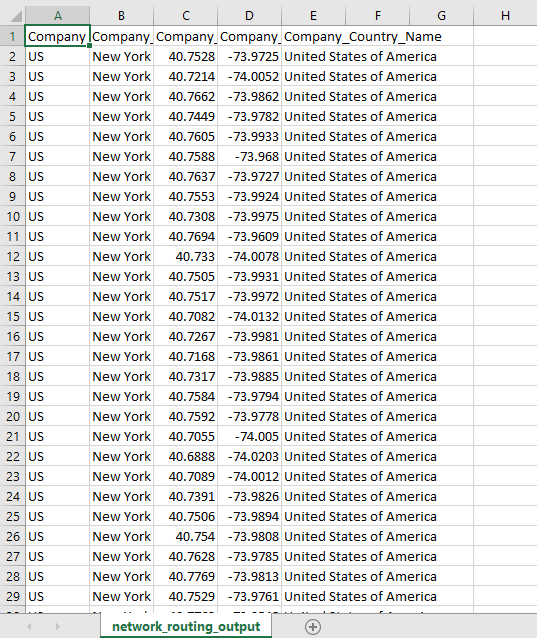 A B C D E F G H
1 Company Company_ Company_ Company_ Company_Country_Name
2 US New York 40.7528 -73.9725 United States of America
3 US New York 40.7214 -74.0052 United States of America
4 US New York 40.7662 -73.9862 United States of America
5 US New York 40.7449 -73.9782 United States of America
6 US New York 40.7605 -73.9933 United States of America
7 US New York 40.7588 -73.968 United States of America
8 US New York 40.7637 -73.9727 United States of America
9 US New York 40.7553 -73.9924 United States of America
10 US New York 40.7308 -73.9975 United States of America
11 US New York 40.7694 -73.9609 United States of America
12 US New York 40.733 -74.0078 United States of America
13 US New York 40.7505 -73.9931 United States of America
14 US New York 40.7517 -73.9972 United States of America
15 US New York 40.7082 -74.0132 United States of America
16 US New York 40.7267 -73.9981 United States of America
17 US New York 40.7168 -73.9861 United States of America
18 US New York 40.7317 -73.9885 United States of America
19 US New York 40.7584 -73.9794 United States of America
20 US New York 40.7592 -73.9778 United States of America
21 US New York 40.7055 -74.005 United States of America
22 US New York 40.6888 -74.0203 United States of America
23 US New York 40.7089 -74.0012 United States of America
24 US New York 40.7391 -73.9826 United States of America
25 US New York 40.7506 -73.9894 United States of America
26 US New York 40.754 -73.9808 United States of America
27 US New York 40.7628 -73.9785 United States of America
28 US New York 40.7769 -73.9813 United States of America
29 US New York 40.7529 -73.9761 United States of America
network_routing_output